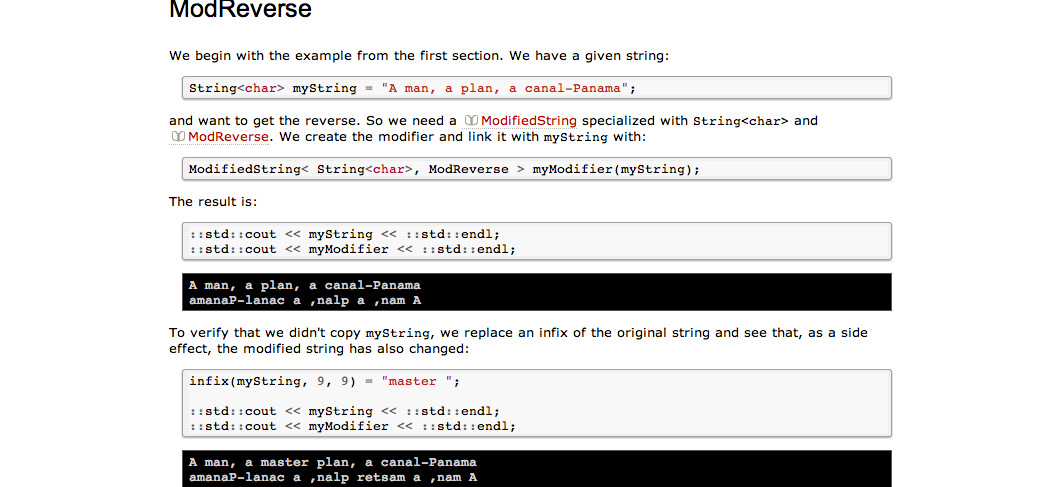 ModReverse
We begin with the example from the first section. We have a given string:
String<char> myString = "A man, a plan, a canal-Panama";
and want to get the reverse. So we need a ModifiedString specialized with String<char> and
ModReverse. We create the modifier and link it with myString with:
ModifiedString< String<char>, ModReverse > myModifier(myString);
The result is:
::std::cout << myString << ::std::endl;
::std::cout << myModifier << ::std::endl;
A man, a plan, a canal-Panama
amanaP-lanac a ,nalp a ,nam A
To verify that we didn't copy myString, we replace an infix of the original string and see that, as a side
effect, the modified string has also changed:
infix(myString, 9, 9) = "master ";
::std::cout << myString << ::std::endl;
::std::cout << myModifier << ::std::endl;
A man, a master plan, a canal-Panama
amanaP-lanac a ,nalp retsam a ,nam A